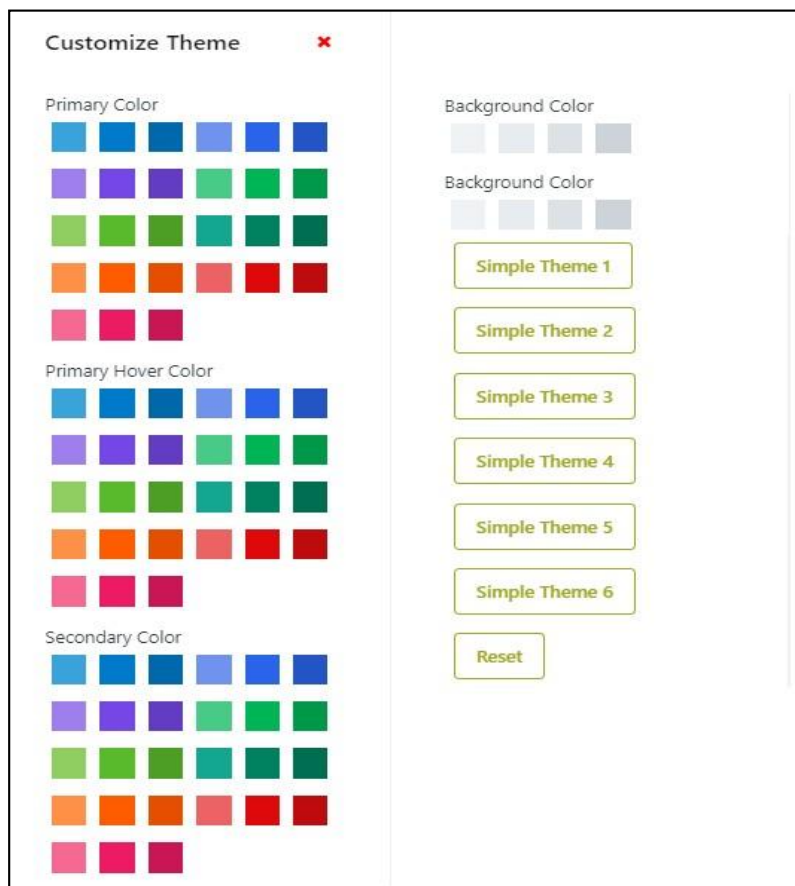 Customize Theme
Primary Color
Primary Hover Color
Secondary Color
Background Color
Background Color
Simple Theme 1
Simple Theme 2
Simple Theme 3
Simple Theme 4
Simple Theme 5
Simple Theme 6
Reset